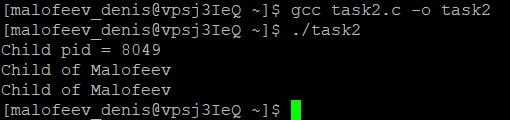 [malofeev_denis@vpsj3IeQ ~]$ gcc task2.c -o task2
[malofeev_denis@vpsj3IeQ ~]$ ./task2
Child pid = 8049
Child of Malofeev
Child of Malofeev
[malofeev_denis@vpsj3IeQ ~]$